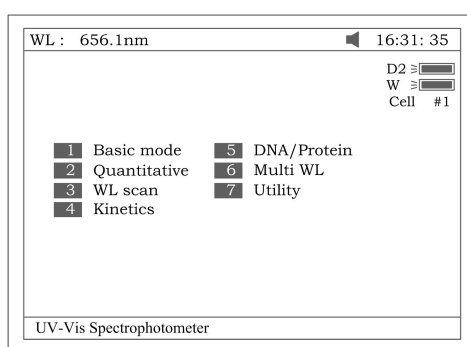 WL : 656.1nm 16:31: 35
D2
W
Cell #1
1 Basic mode 5 DNA/Protein
2 Quantitative 6 Multi WL
3 WL scan 7 Utility
4 Kinetics
UV-Vis Spectrophotometer